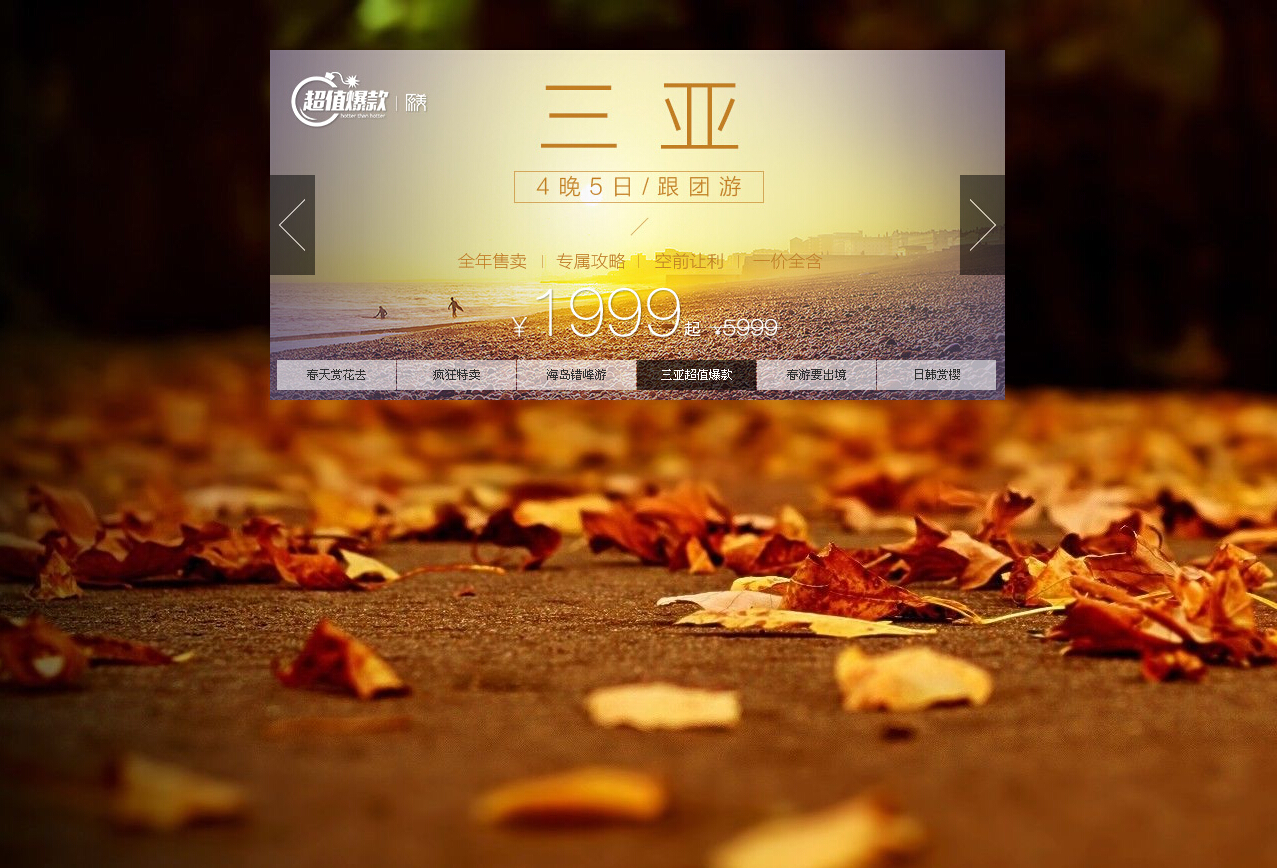 超值爆款
hotter than hotter
三亚
4晚5日/跟团游
全年售卖 | 专属攻略 | 空前让利 | 一价全含
¥1999起 ¥5999
春天赏花去 疯狂特卖 海岛错峰游 三亚超值爆款 春游要出境 日韩赏樱